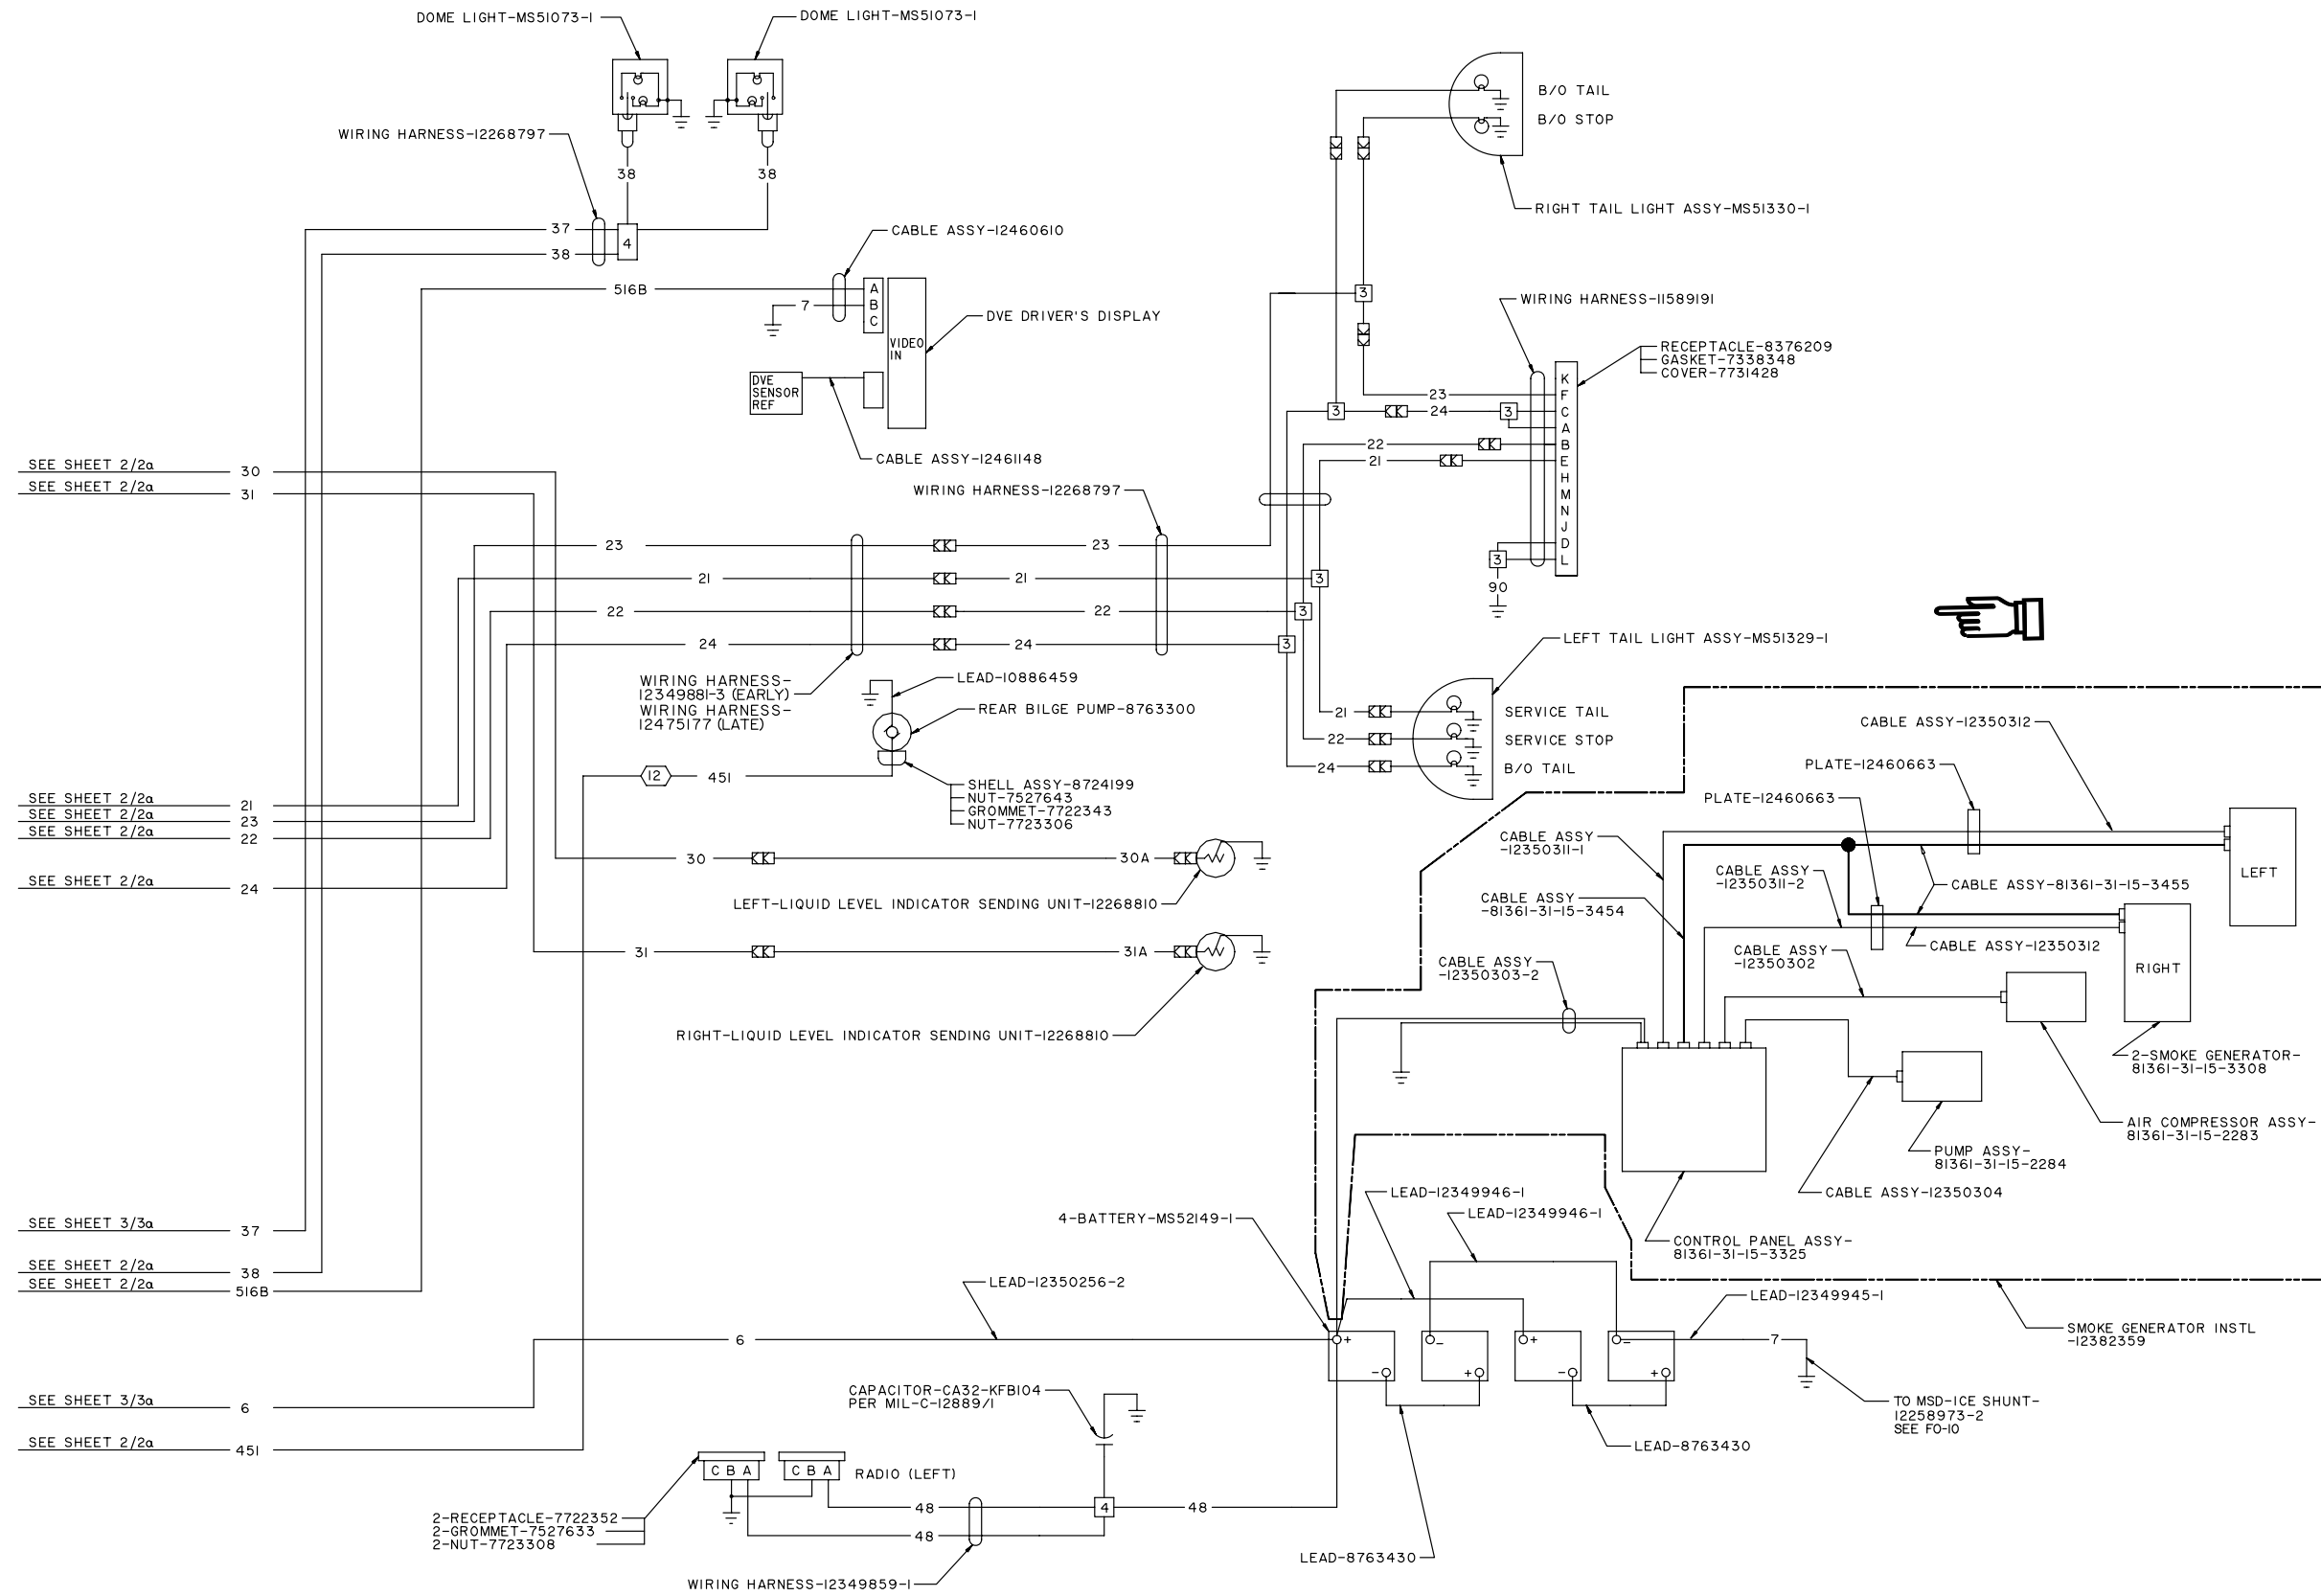 DOME LIGHT-MS51073-1
DOME LIGHT-MS51073-1
WIRING HARNESS-12268797
38
38
37
38
4
B/O TAIL
B/O STOP
RIGHT TAIL LIGHT ASSY-MS51330-1
CABLE ASSY-12460610
516B
7
A
B
C
VIDEO
IN
DVE DRIVER'S DISPLAY
DVE
SENSOR
REF
CABLE ASSY-12461148
3
WIRING HARNESS-11589191
RECEPTACLE-8376209
GASKET-7338348
COVER-7731428
23
3
24
3
22
21
K
F
C
A
B
E
H
M
N
J
D
L
3
90
SEE SHEET 2/2a
30
SEE SHEET 2/2a
31
WIRING HARNESS-12268797
23
23
21
21
3
22
22
3
24
24
3
WIRING HARNESS-
12349881-3 (EARLY)
WIRING HARNESS-
12475177 (LATE)
LEAD-10886459
REAR BILGE PUMP-8763300
12
451
SHELL ASSY-8724199
NUT-7527643
GROMMET-7722343
NUT-7723306
LEFT TAIL LIGHT ASSY-MS51329-1
21
SERVICE TAIL
22
SERVICE STOP
24
B/O TAIL
SEE SHEET 2/2a
21
SEE SHEET 2/2a
23
SEE SHEET 2/2a
22
SEE SHEET 2/2a
24
30
30A
LEFT-LIQUID LEVEL INDICATOR SENDING UNIT-12268810
31
31A
RIGHT-LIQUID LEVEL INDICATOR SENDING UNIT-12268810
CABLE ASSY-12350312
PLATE-12460663
PLATE-12460663
CABLE ASSY
-12350311-1
CABLE ASSY
-12350311-2
CABLE ASSY-81361-31-15-3455
LEFT
CABLE ASSY
-81361-31-15-3454
CABLE ASSY
-12350302
CABLE ASSY-12350312
CABLE ASSY
-12350303-2
RIGHT
2-SMOKE GENERATOR-
81361-31-15-3308
AIR COMPRESSOR ASSY-
81361-31-15-2283
PUMP ASSY-
81361-31-15-2284
CABLE ASSY-12350304
CONTROL PANEL ASSY-
81361-31-15-3325
SEE SHEET 3/3a
37
SEE SHEET 2/2a
38
SEE SHEET 2/2a
516B
LEAD-12349946-1
4-BATTERY-MS52149-1
LEAD-12349946-1
LEAD-12350256-2
LEAD-12349945-1
6
+
-
-
+
+
-
-
+
7
SMOKE GENERATOR INSTL
-12382359
SEE SHEET 3/3a
6
SEE SHEET 2/2a
451
CAPACITOR-CA32-KFB104
PER MIL-C-12889/1
TO MSD-ICE SHUNT-
12258973-2
SEE FO-10
LEAD-8763430
C B A
C B A
RADIO (LEFT)
48
4
48
48
2-RECEPTACLE-7722352
2-GROMMET-7527633
2-NUT-7723308
LEAD-8763430
WIRING HARNESS-12349859-1